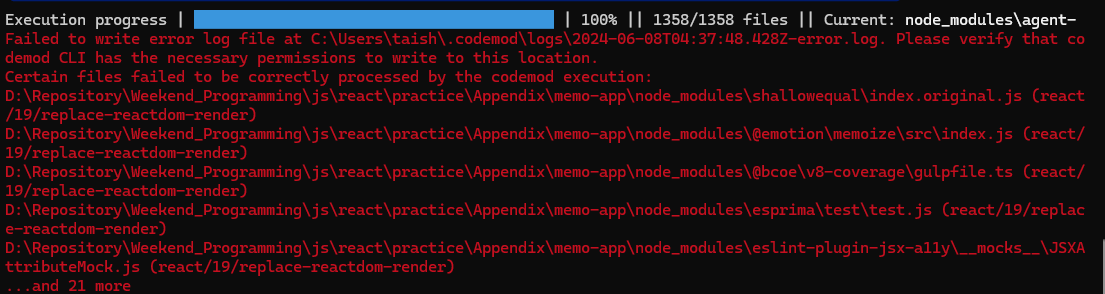 Execution progress | | 100% || 1358/1358 files || Current: node_modules\agent-
Failed to write error log file at C:\Users\taish\.codemod\logs\2024-06-08T04:37:48.428Z-error.log. Please verify that co
demod CLI has the necessary permissions to write to this location.
Certain files failed to be correctly processed by the codemod execution:
D:\Repository\Weekend_Programming\js\react\practice\Appendix\memo-app\node_modules\shallowequal\index.original.js (react
/19/replace-reactdom-render)
D:\Repository\Weekend_Programming\js\react\practice\Appendix\memo-app\node_modules\@emotion\memoize\src\index.js (react/
19/replace-reactdom-render)
D:\Repository\Weekend_Programming\js\react\practice\Appendix\memo-app\node_modules\@bcoe\v8-coverage\gulpfile.ts (react/
19/replace-reactdom-render)
D:\Repository\Weekend_Programming\js\react\practice\Appendix\memo-app\node_modules\esprima\test\test.js (react/19/replac
e-reactdom-render)
D:\Repository\Weekend_Programming\js\react\practice\Appendix\memo-app\node_modules\eslint-plugin-jsx-a11y\__mocks__\JSXA
ttributeMock.js (react/19/replace-reactdom-render)
...and 21 more